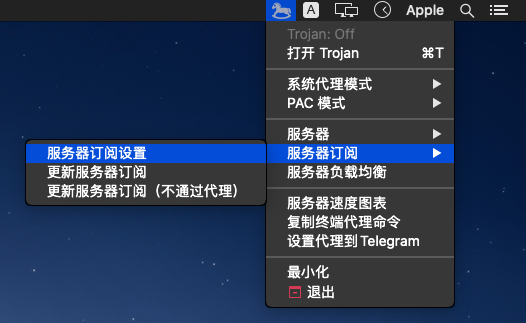 A
Apple
Trojan: Off
打开 Trojan ⌘T
系统代理模式
PAC 模式
服务器
服务器订阅
服务器订阅设置
更新服务器订阅
更新服务器订阅（不通过代理）
服务器负载均衡
服务器速度图表
复制终端代理命令
设置代理到 Telegram
最小化
退出